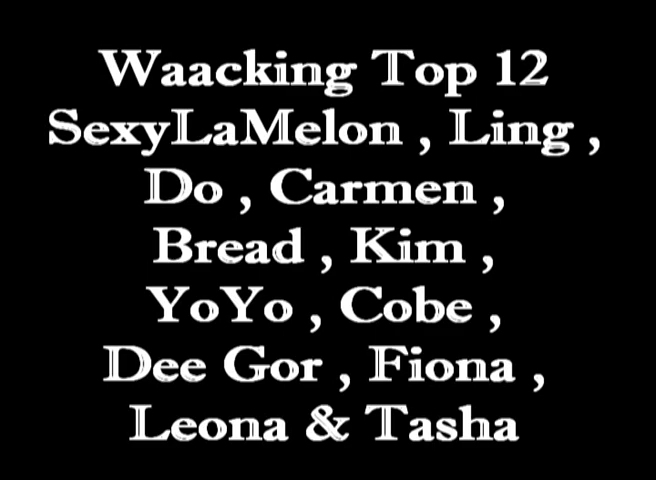 Waacking Top 12
SexyLaMelon , Ling ,
Do , Carmen ,
Bread , Kim ,
YoYo , Cobe ,
Dee Gor , Fiona ,
Leona & Tasha